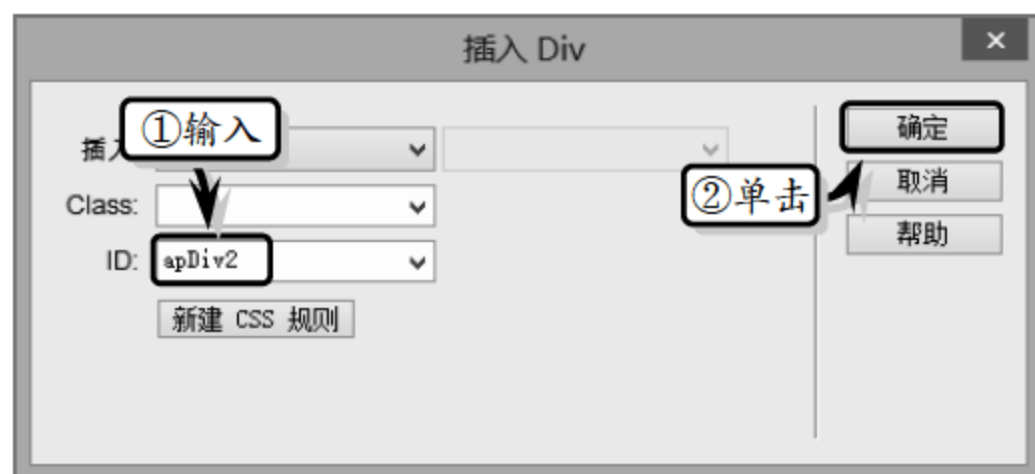 插入 Div
×
①输入
插入
确定
②单击
取消
Class:
帮助
ID:
apDiv2
新建 CSS 规则